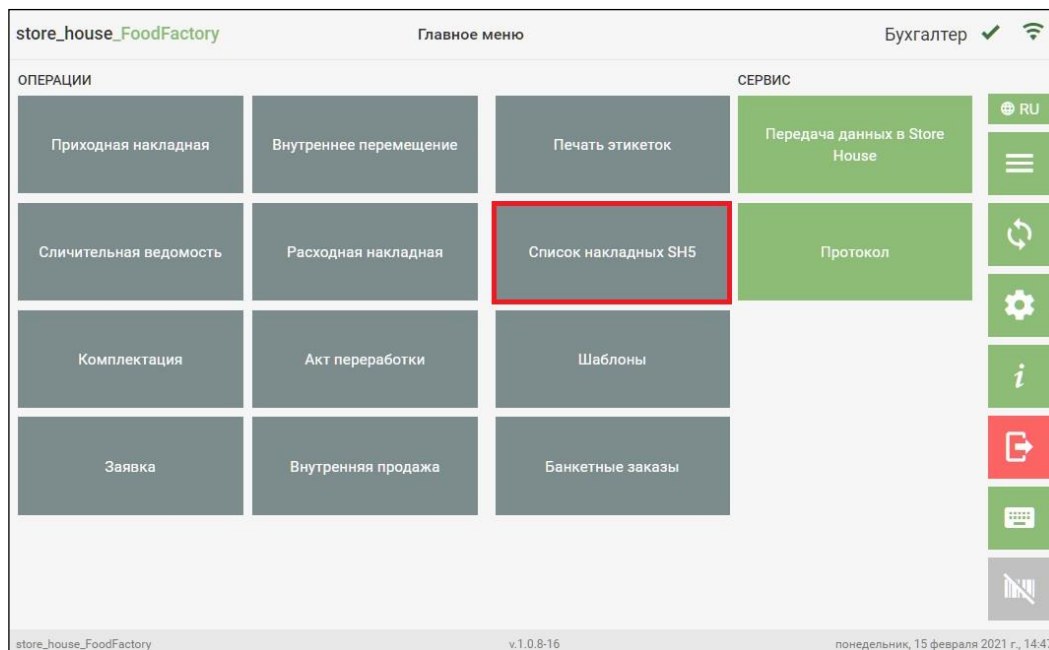 store_house_FoodFactory
Главное меню
Бухгалтер
ОПЕРАЦИИ
СЕРВИС
RU
Приходная накладная
Внутреннее перемещение
Печать этикеток
Передача данных в Store
House
Сличительная ведомость
Расходная накладная
Список накладных SH5
Протокол
Комплектация
Акт переработки
Шаблоны
Заявка
Внутренняя продажа
Банкетные заказы
store_house_FoodFactory
v.1.0.8-16
понедельник, 15 февраля 2021 г., 14:47